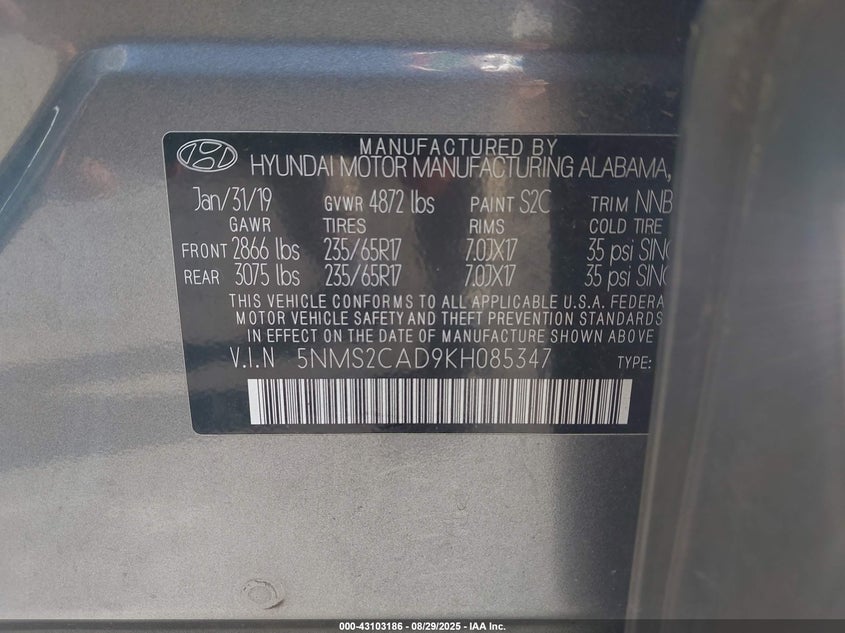 MANUFACTURED BY
HYUNDAI MOTOR MANUFACTURING ALABAMA,
Jan/31/19 GVWR 4872 lbs PAINT S2C TRIM NNB
GAWR TIRES RIMS COLD TIRE
FRONT 2866 lbs 235/65R17 7.0JX17 35 psi SING
REAR 3075 lbs 235/65R17 7.0JX17 35 psi SING
THIS VEHICLE CONFORMS TO ALL APPLICABLE U.S.A. FEDERA
MOTOR VEHICLE SAFETY AND THEFT PREVENTION STANDARDS
IN EFFECT ON THE DATE OF MANUFACTURE SHOWN ABOVE
V.I.N 5NMS2CAD9KH085347 TYPE:
000-43103186 - 08/29/2025 - IAA Inc.